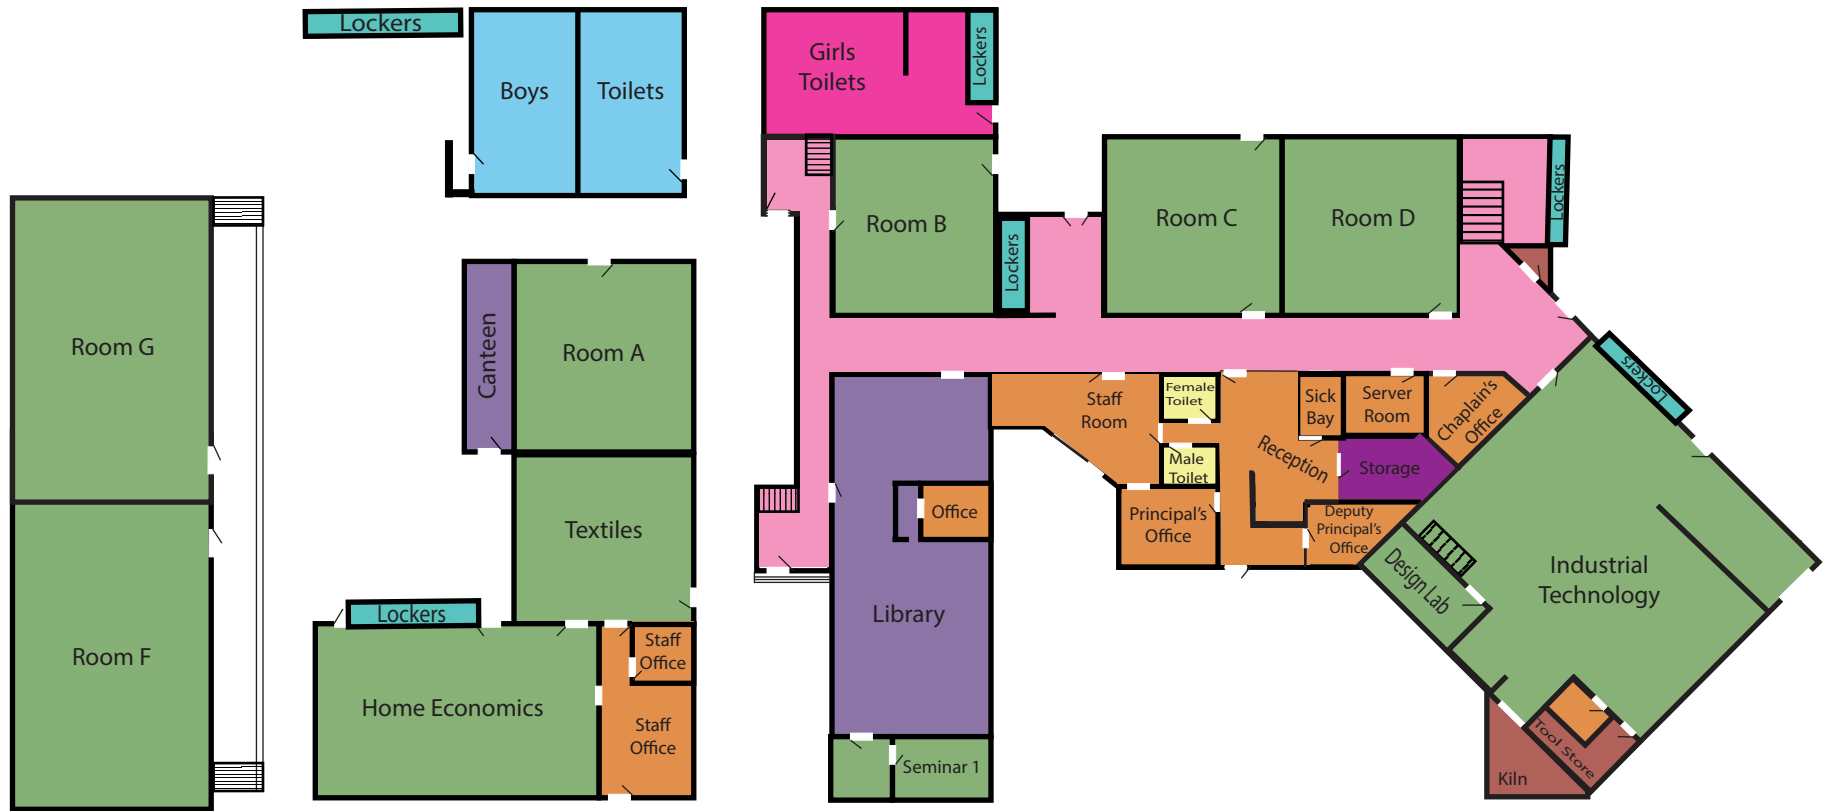 Lockers
Boys
Toilets
Girls
Toilets
Lockers
Room B
Lockers
Room C
Room D
Lockers
Room G
Canteen
Room A
Lockers
Staff
Room
Female
Toilet
Sick
Bay
Server
Room
Chaplain's
Office
Male
Toilet
Reception
Storage
Textiles
Office
Principal's
Office
Deputy
Principal's
Office
Design Lab
Industrial
Technology
Lockers
Library
Room F
Home Economics
Staff
Office
Staff
Office
Seminar 1
Tool Store
Kiln